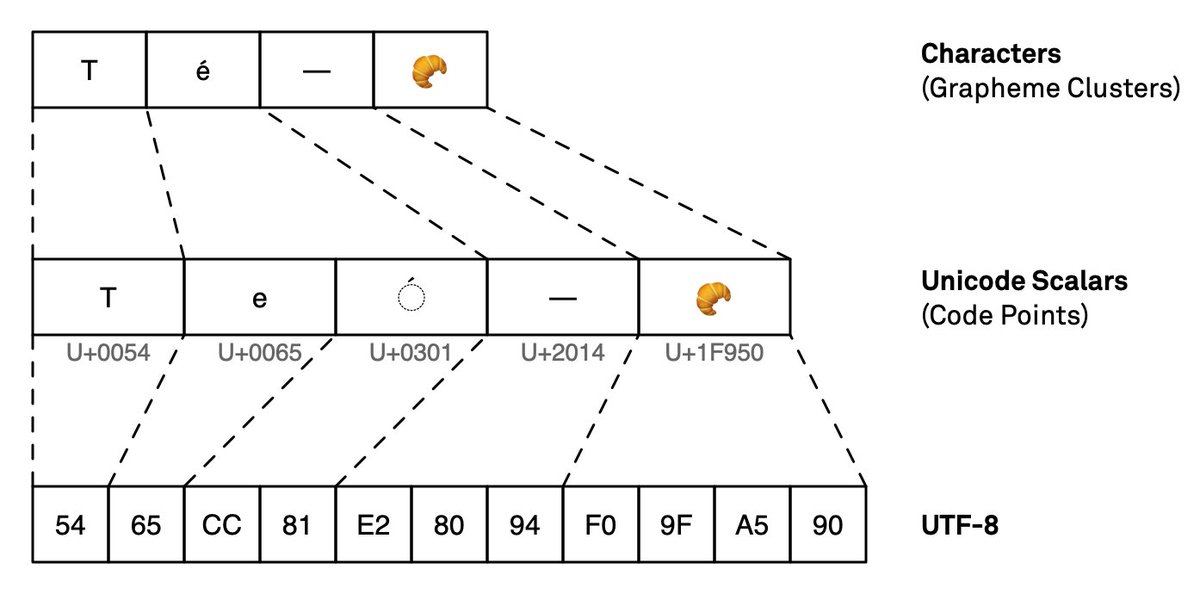 T é — 🥐 Characters
(Grapheme Clusters)
T e ◌́ — 🥐 Unicode Scalars
(Code Points)
U+0054 U+0065 U+0301 U+2014 U+1F950
54 65 CC 81 E2 80 94 F0 9F A5 90 UTF-8